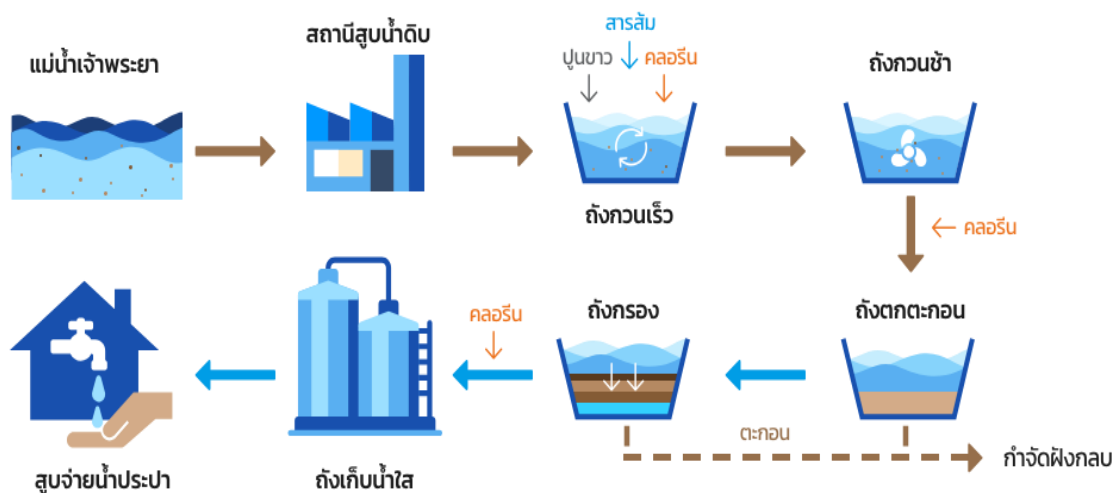 แม่น้ำเจ้าพระยา
สถานีสูบน้ำดิบ
สารส้ม
ปูนขาว
คลอรีน
ถังกวนเร็ว
ถังกวนช้า
คลอรีน
ถังตกตะกอน
ถังกรอง
คลอรีน
ถังเก็บน้ำใส
สูบจ่ายน้ำประปา
ตะกอน
กำจัดฝังกลบ